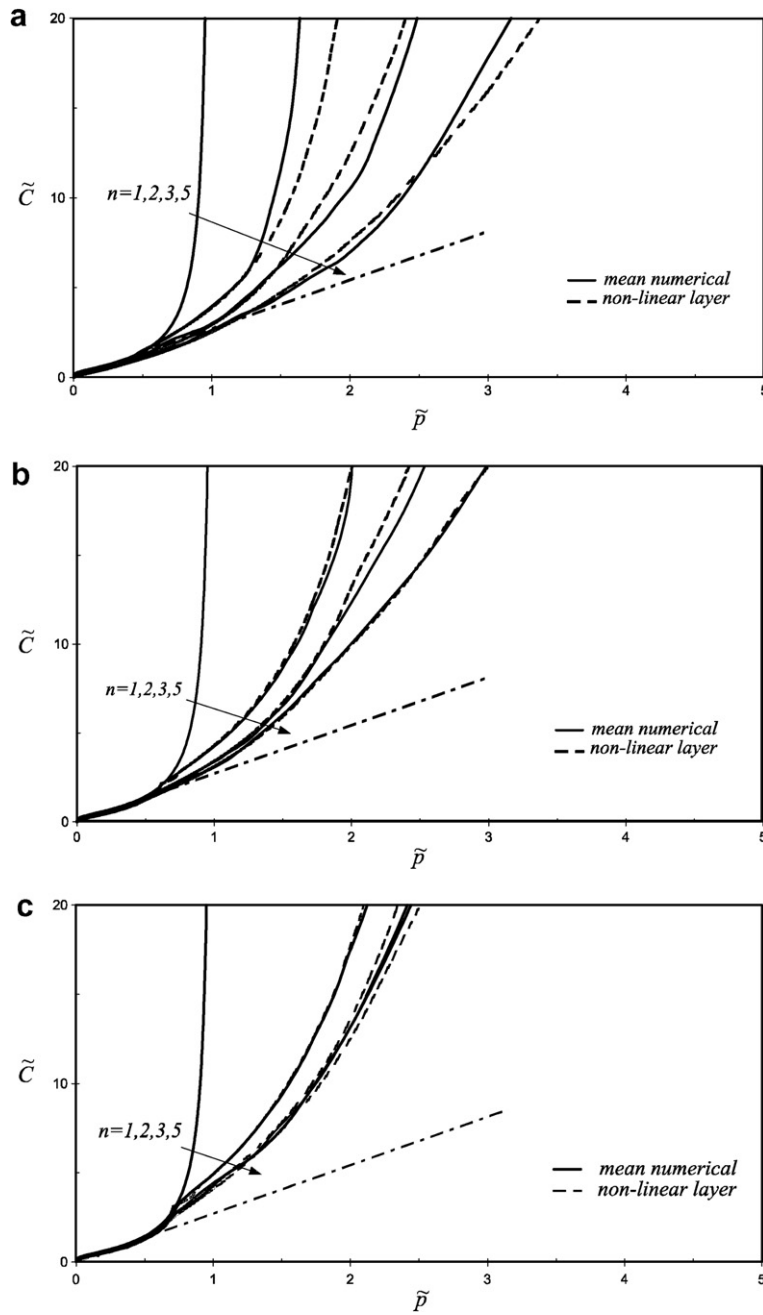 a
20
10
0
C̃
n=1,2,3,5
mean numerical
non-linear layer
0 1 2 3 4 5
p̃
b
20
10
0
C̃
n=1,2,3,5
mean numerical
non-linear layer
0 1 2 3 4 5
p̃
c
20
10
0
C̃
n=1,2,3,5
mean numerical
non-linear layer
0 1 2 3 4 5
p̃